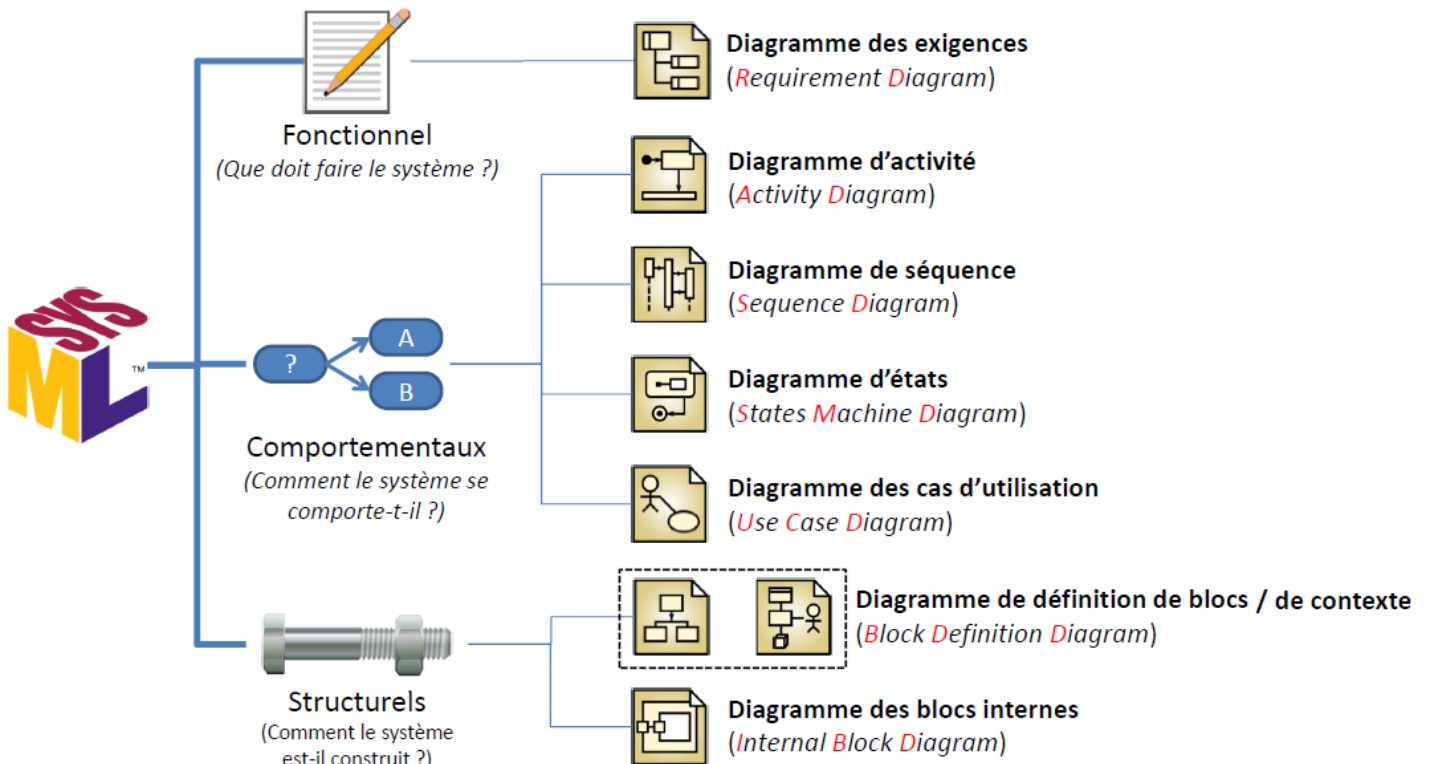 Diagramme des exigences
(Requirement Diagram)
Fonctionnel
(Que doit faire le système ?)
Diagramme d’activité
(Activity Diagram)
Diagramme de séquence
(Sequence Diagram)
SYS
ML™
?
A
B
Diagramme d’états
(States Machine Diagram)
Comportementaux
(Comment le système se
comporte-t-il ?)
Diagramme des cas d’utilisation
(Use Case Diagram)
Diagramme de définition de blocs / de contexte
(Block Definition Diagram)
Structurels
(Comment le système
est-il construit ?)
Diagramme des blocs internes
(Internal Block Diagram)